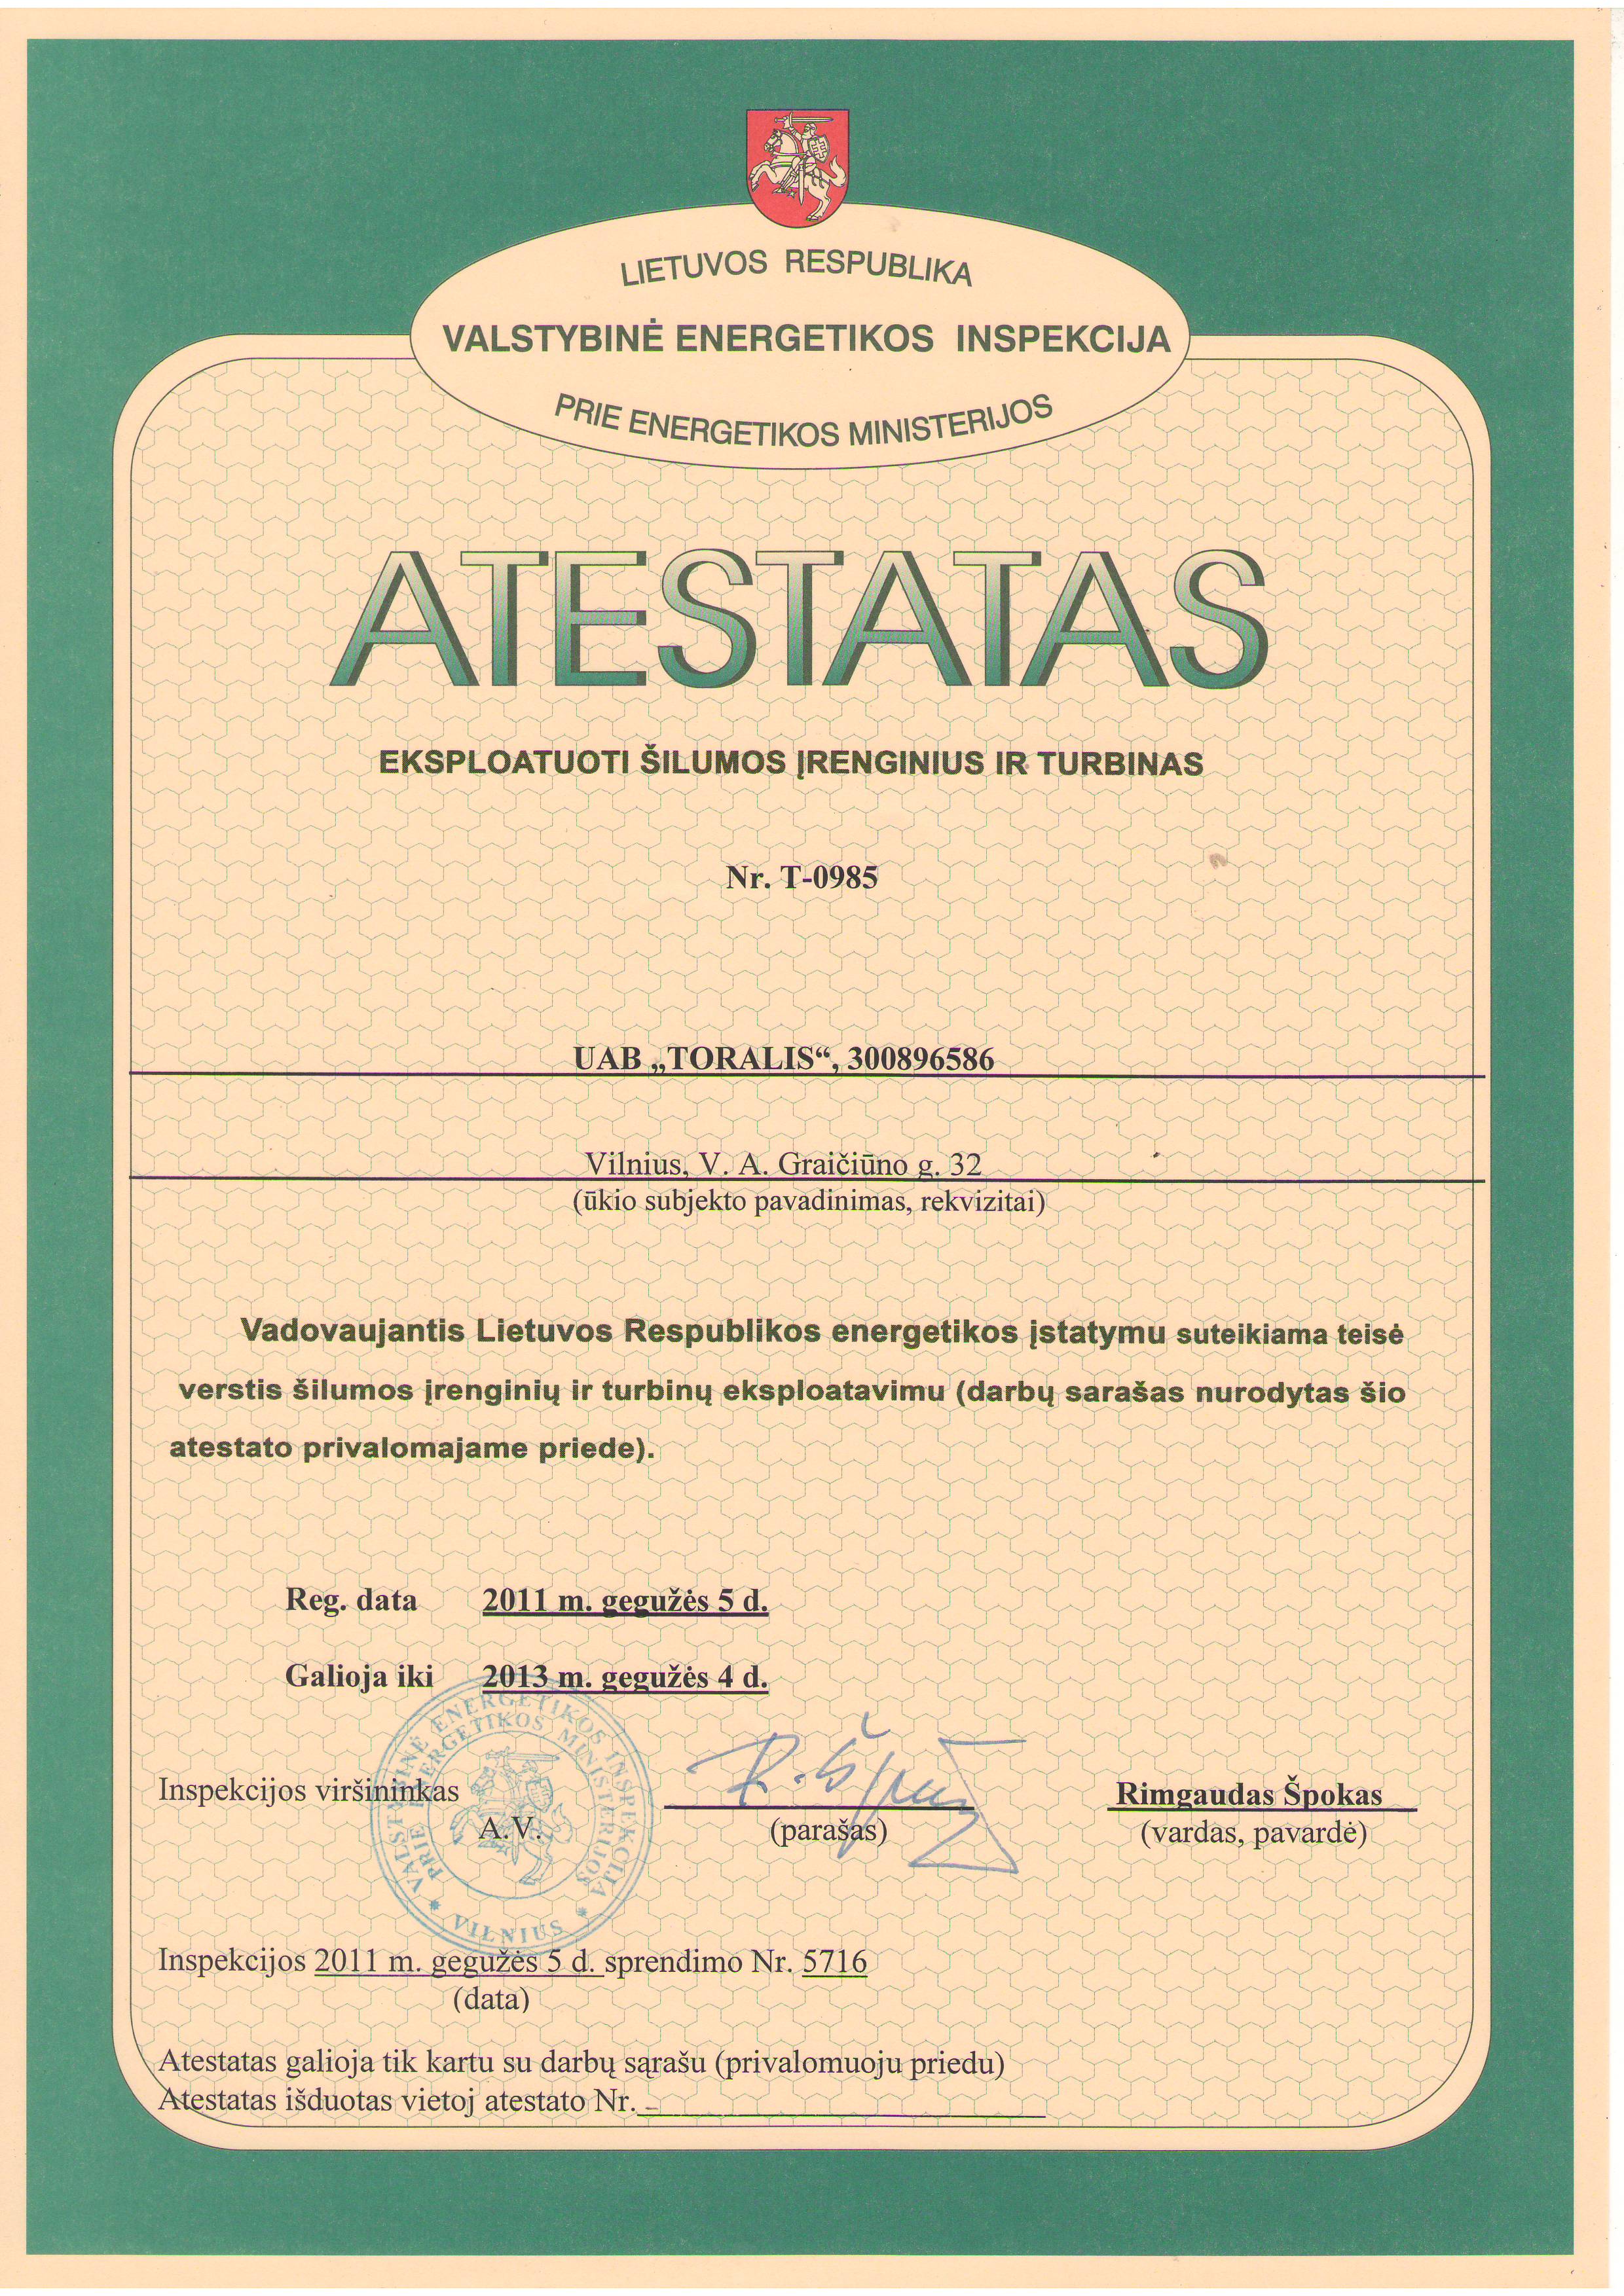 LIETUVOS RESPUBLIKA
VALSTYBINĖ ENERGETIKOS INSPEKCIJA
PRIE ENERGETIKOS MINISTERIJOS
ATESTATAS
EKSPLOATUOTI ŠILUMOS ĮRENGINIUS IR TURBINAS
Nr. T-0985
UAB „TORALIS“, 300896586
Vilnius, V. A. Graičiūno g. 32
(ūkio subjekto pavadinimas, rekvizitai)
Vadovaujantis Lietuvos Respublikos energetikos įstatymu suteikiama teisė
verstis šilumos įrenginių ir turbinų eksploatavimu (darbų sarašas nurodytas šio
atestato privalomajame priede).
Reg. data 2011 m. gegužės 5 d.
Galioja iki 2013 m. gegužės 4 d.
VALSTYBINĖ ENERGETIKOS INSPEKCIJA
PRIE ENERGETIKOS MINISTERIJOS
* VILNIUS *
Inspekcijos viršininkas
R. Špokas
Rimgaudas Špokas
A.V.
(parašas)
(vardas, pavardė)
Inspekcijos 2011 m. gegužės 5 d. sprendimo Nr. 5716
(data)
Atestatas galioja tik kartu su darbų sąrašu (privalomuoju priedu)
Atestatas išduotas vietoj atestato Nr. –